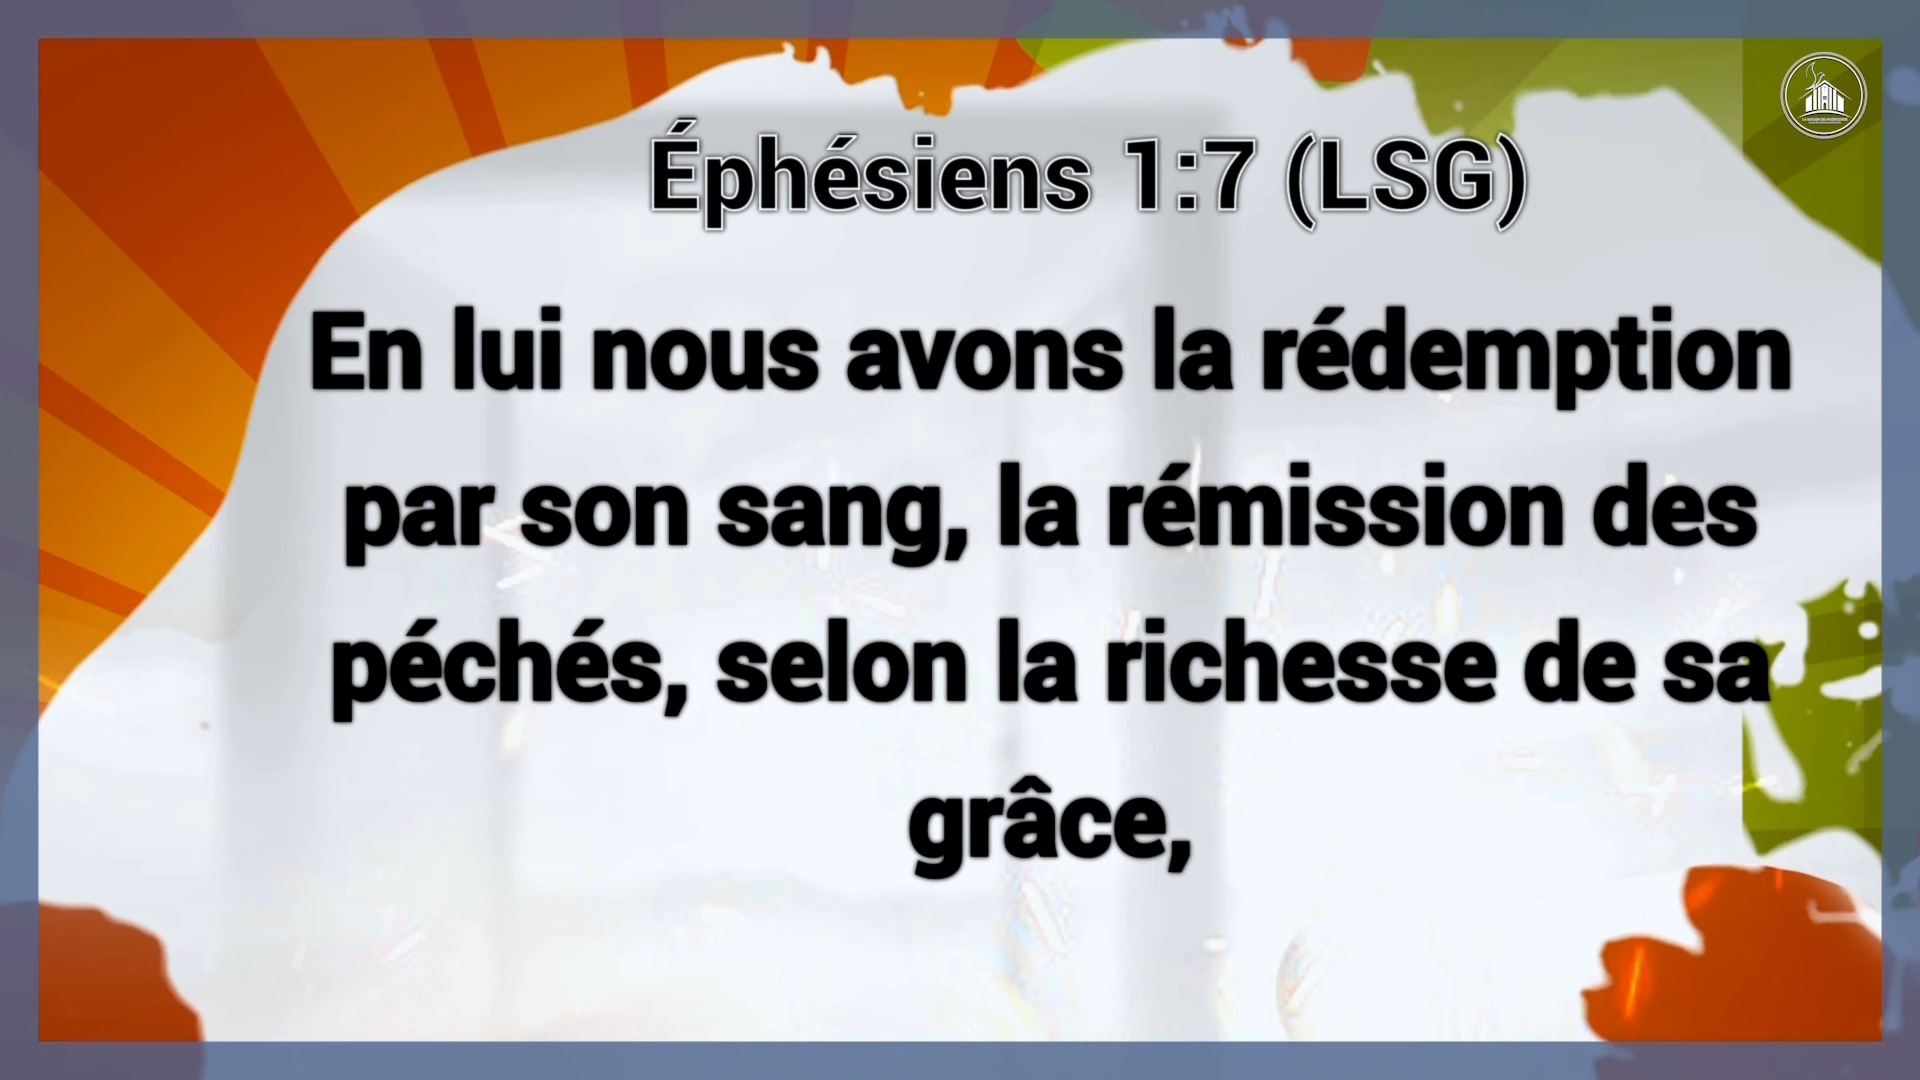 Éphésiens 1:7 (LSG)
En lui nous avons la rédemption
par son sang, la rémission des
péchés, selon la richesse de sa
grâce,